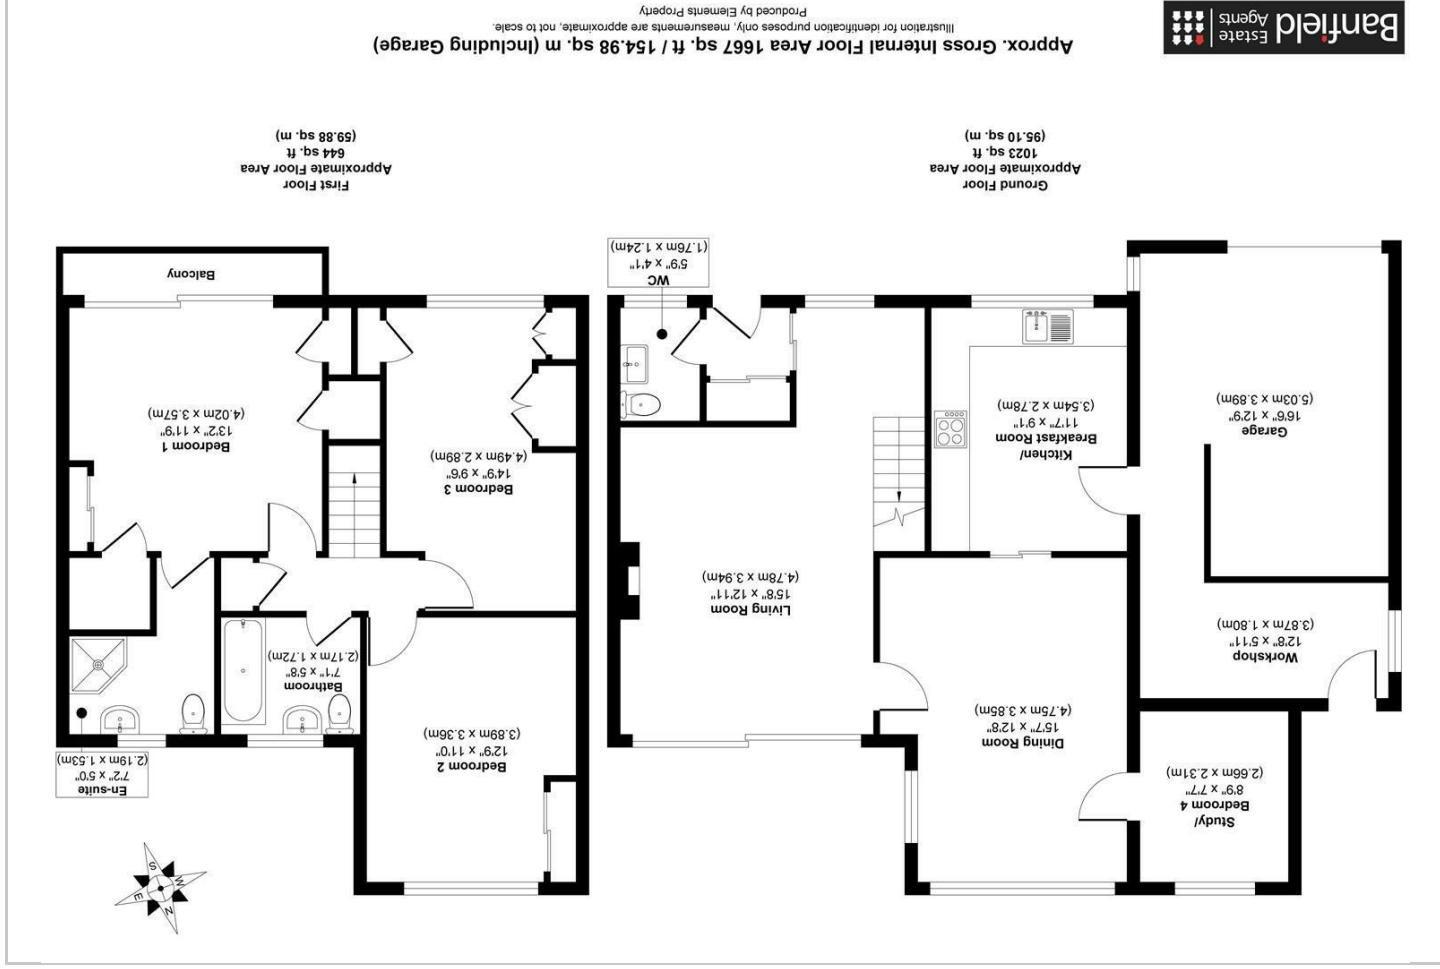 N
E
W
S
En-suite
7'2" x 5'0"
(2.19m x 1.53m)
Bathroom
7'1" x 5'8"
(2.17m x 1.72m)
Bedroom 2
12'9" x 11'0"
(3.89m x 3.36m)
Bedroom 3
14'9" x 9'6"
(4.49m x 2.89m)
Bedroom 1
13'2" x 11'9"
(4.02m x 3.57m)
Balcony
Study/
Bedroom 4
8'9" x 7'7"
(2.66m x 2.31m)
Dining Room
15'7" x 12'8"
(4.75m x 3.85m)
Workshop
12'8" x 5'11"
(3.87m x 1.80m)
Living Room
15'8" x 12'11"
(4.78m x 3.94m)
Kitchen/
Breakfast Room
11'7" x 9'1"
(3.54m x 2.78m)
Garage
16'6" x 12'9"
(5.03m x 3.89m)
WC
5'9" x 4'1"
(1.76m x 1.24m)
Ground Floor
Approximate Floor Area
1023 sq. ft
(95.10 sq. m)
First Floor
Approximate Floor Area
644 sq. ft
(59.88 sq. m)
Banfield
Estate
Agents
Approx. Gross Internal Floor Area 1667 sq. ft / 154.98 sq. m (Including Garage)
Illustration for identification purposes only, measurements are approximate, not to scale.
Produced by Elements Property